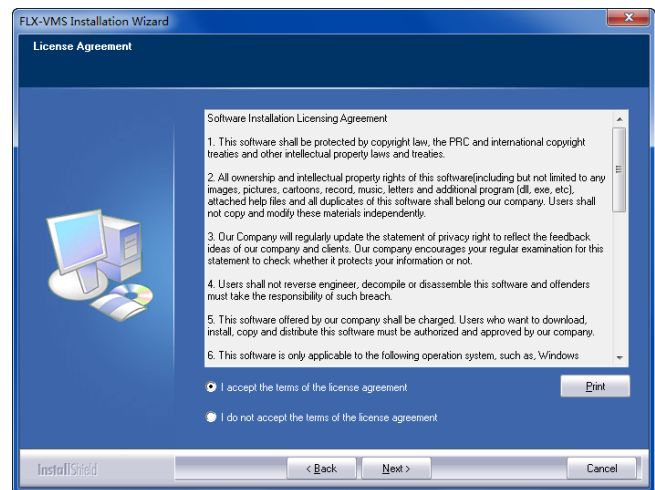 FLX-VMS Installation Wizard
License Agreement
Software Installation Licensing Agreement
1. This software shall be protected by copyright law, the PRC and international copyright
treaties and other intellectual property laws and treaties.
2. All ownership and intellectual property rights of this software(including but not limited to any
images, pictures, cartoons, record, music, letters and additional program (dll, exe, etc),
attached help files and all duplicates of this software shall belong our company. Users shall
not copy and modify these materials independently.
3. Our Company will regularly update the statement of privacy right to reflect the feedback
ideas of our company and clients. Our company encourages your regular examination for this
statement to check whether it protects your information or not.
4. Users shall not reverse engineer, decompile or disassemble this software and offenders
must take the responsibility of such breach.
5. This software offered by our company shall be charged. Users who want to download,
install, copy and distribute this software must be authorized and approved by our company.
6. This software is only applicable to the following operation system, such as, Windows
I accept the terms of the license agreement
Print
I do not accept the terms of the license agreement
InstallShield
< Back
Next >
Cancel